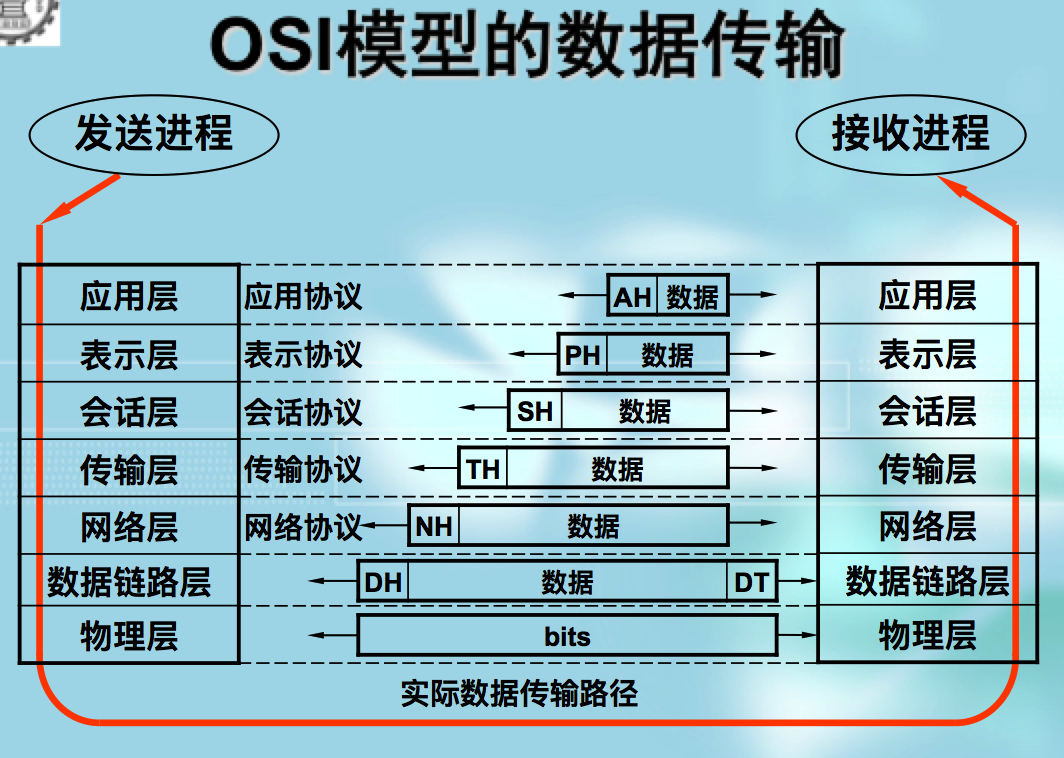 OSI模型的数据传输
发送进程
接收进程
应用层 应用协议 AH 数据 应用层
表示层 表示协议 PH 数据 表示层
会话层 会话协议 SH 数据 会话层
传输层 传输协议 TH 数据 传输层
网络层 网络协议 NH 数据 网络层
数据链路层 DH 数据 DT 数据链路层
物理层 bits 物理层
实际数据传输路径